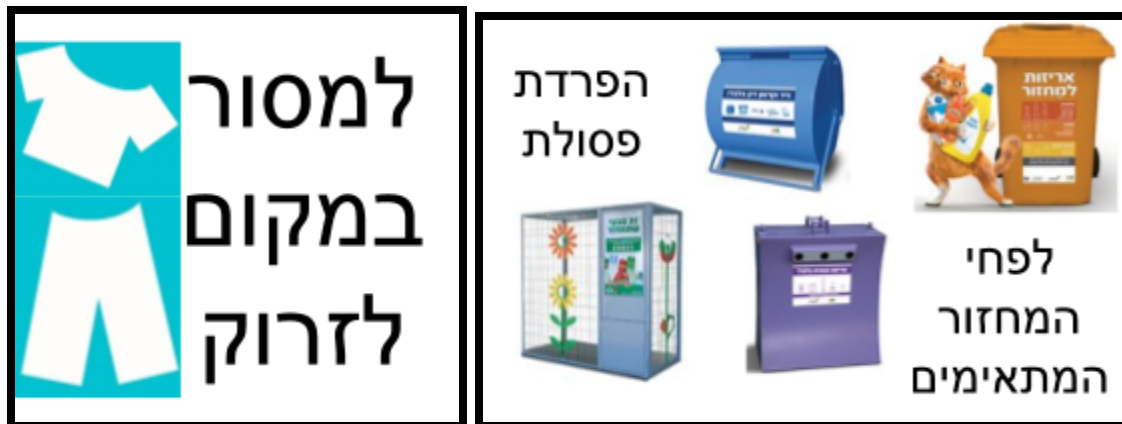 למסור
במקום
לזרוק
הפרדת
פסולת
אריזות
למחזור
לפחי
המחזור
המתאימים